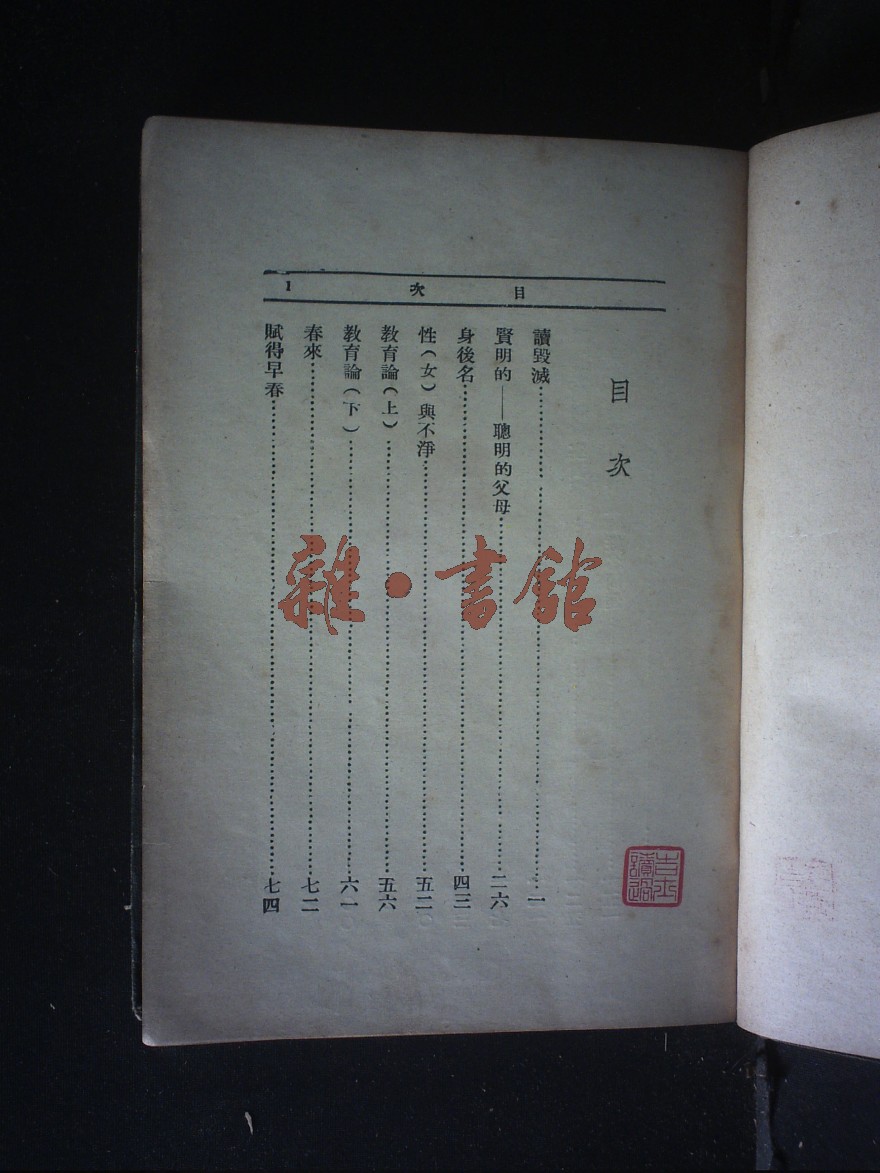 目次 1
目次
讀毀滅……一
賢明的——聰明的父母……二六
身後名……四三
性(女)與不淨……五二
教育論(上)……五六
教育論(下)……六一
春來……七二
賦得早春……七四
雜·書館